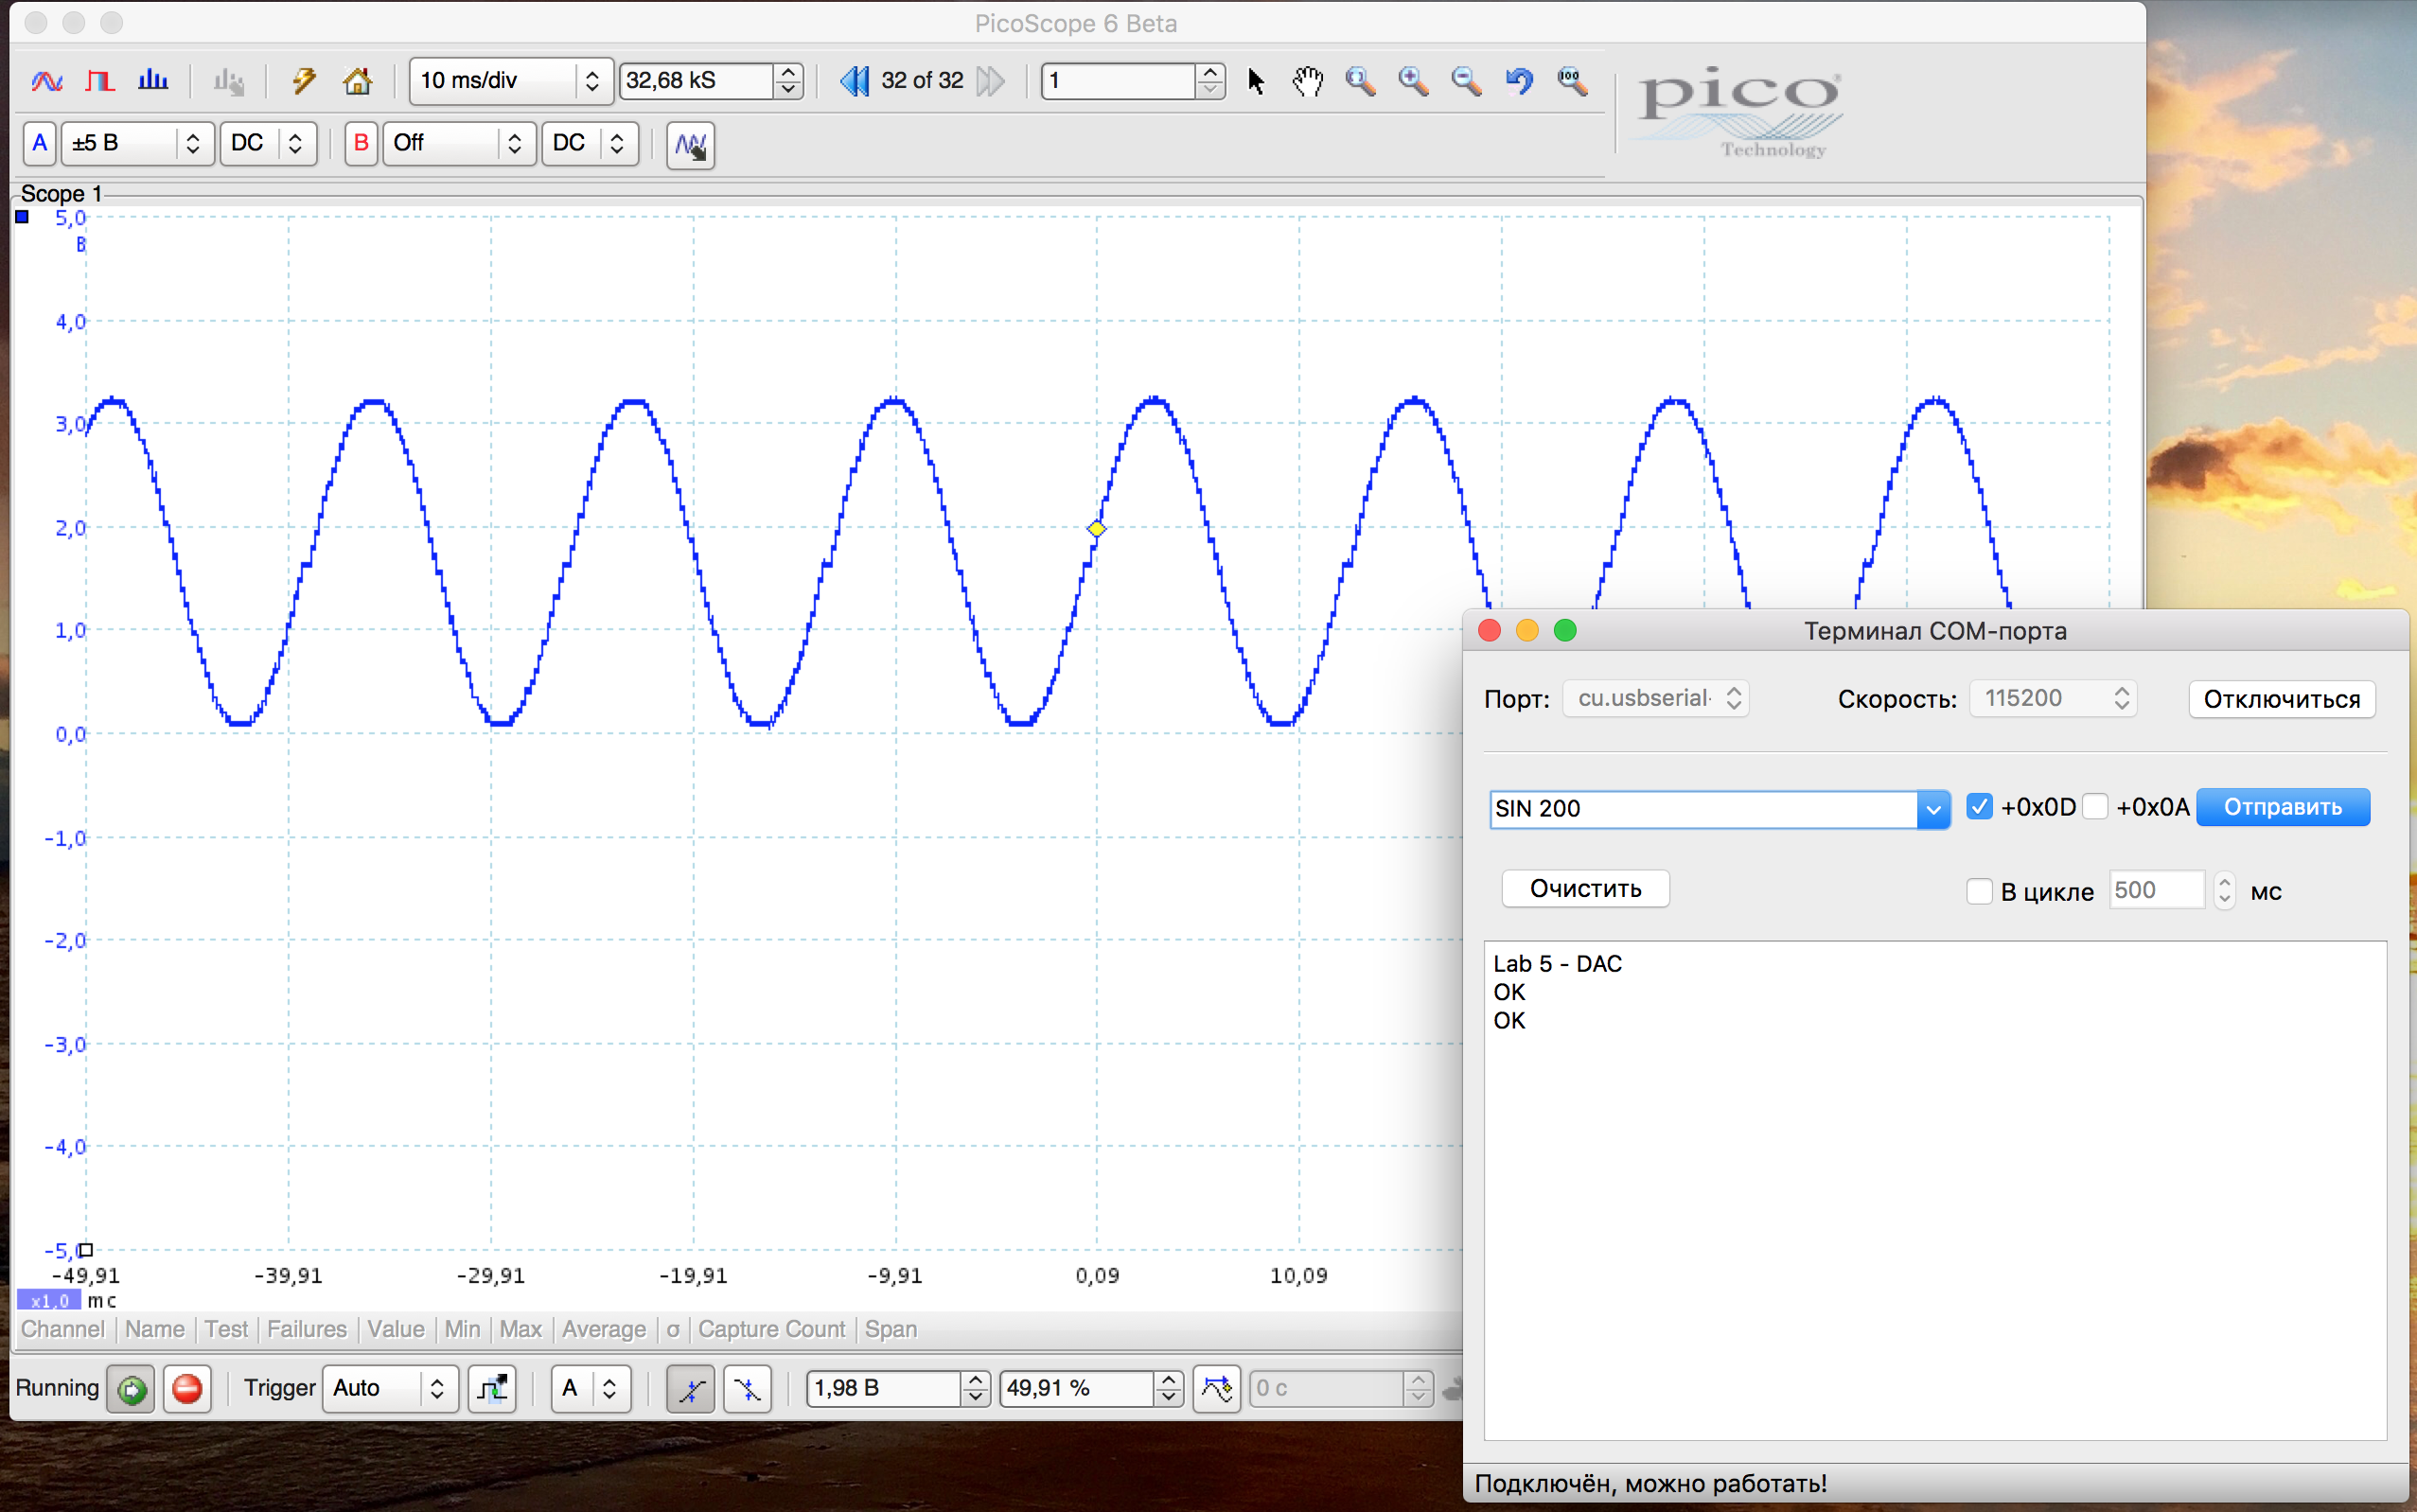 PicoScope 6 Beta
10 ms/div 32,68 kS 32 of 32 1 100
A ±5 В DC B Off DC
pico®
Technology
Scope 1
5,0
В
4,0
3,0
2,0
1,0
0,0
-1,0
-2,0
-3,0
-4,0
-5,0
-49,91 -39,91 -29,91 -19,91 -9,91 0,09 10,09
x1,0 мс
Channel Name Test Failures Value Min Max Average σ Capture Count Span
Running Trigger Auto A 1,98 В 49,91 % 0 с
Терминал COM-порта
Порт: cu.usbserial- Скорость: 115200 Отключиться
SIN 200 +0x0D +0x0A Отправить
Очистить В цикле 500 мс
Lab 5 - DAC
OK
OK
Подключён, можно работать!